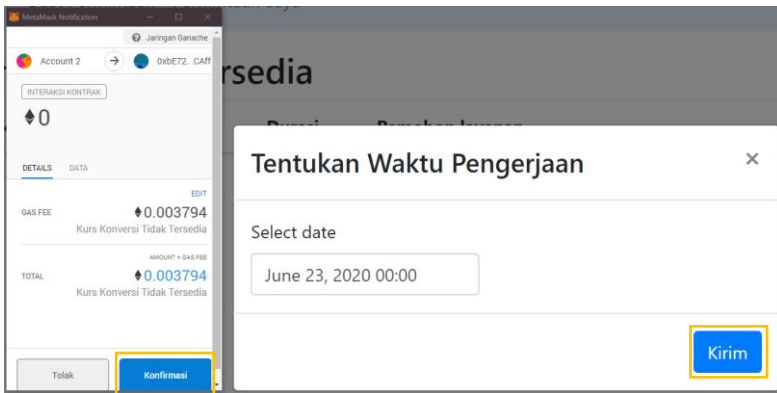 MetaMask Notification
Jaringan Ganache
Account 2
0xbE72...CAff
INTERAKSI KONTRAK
0
DETAILS DATA
EDIT
GAS FEE
0.003794
Kurs Konversi Tidak Tersedia
AMOUNT + GAS FEE
TOTAL
0.003794
Kurs Konversi Tidak Tersedia
Tolak
Konfirmasi
rsedia
Tentukan Waktu Pengerjaan
×
Select date
June 23, 2020 00:00
Kirim